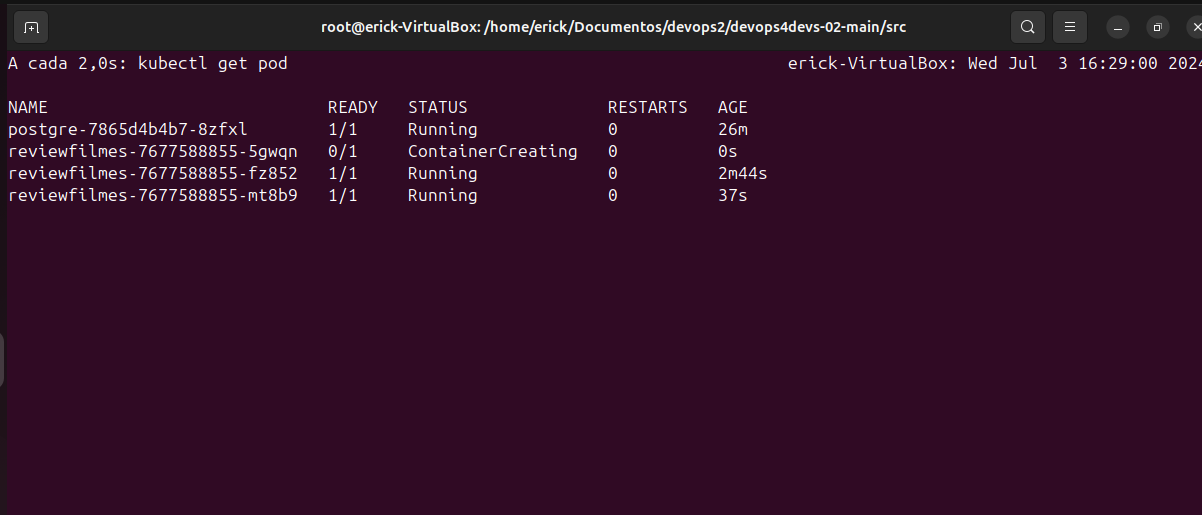 root@erick-VirtualBox: /home/erick/Documentos/devops2/devops4devs-02-main/src
A cada 2,0s: kubectl get pod erick-VirtualBox: Wed Jul  3 16:29:00 2024
NAME READY STATUS RESTARTS AGE
postgre-7865d4b4b7-8zfxl 1/1 Running 0 26m
reviewfilmes-7677588855-5gwqn 0/1 ContainerCreating 0 0s
reviewfilmes-7677588855-fz852 1/1 Running 0 2m44s
reviewfilmes-7677588855-mt8b9 1/1 Running 0 37s